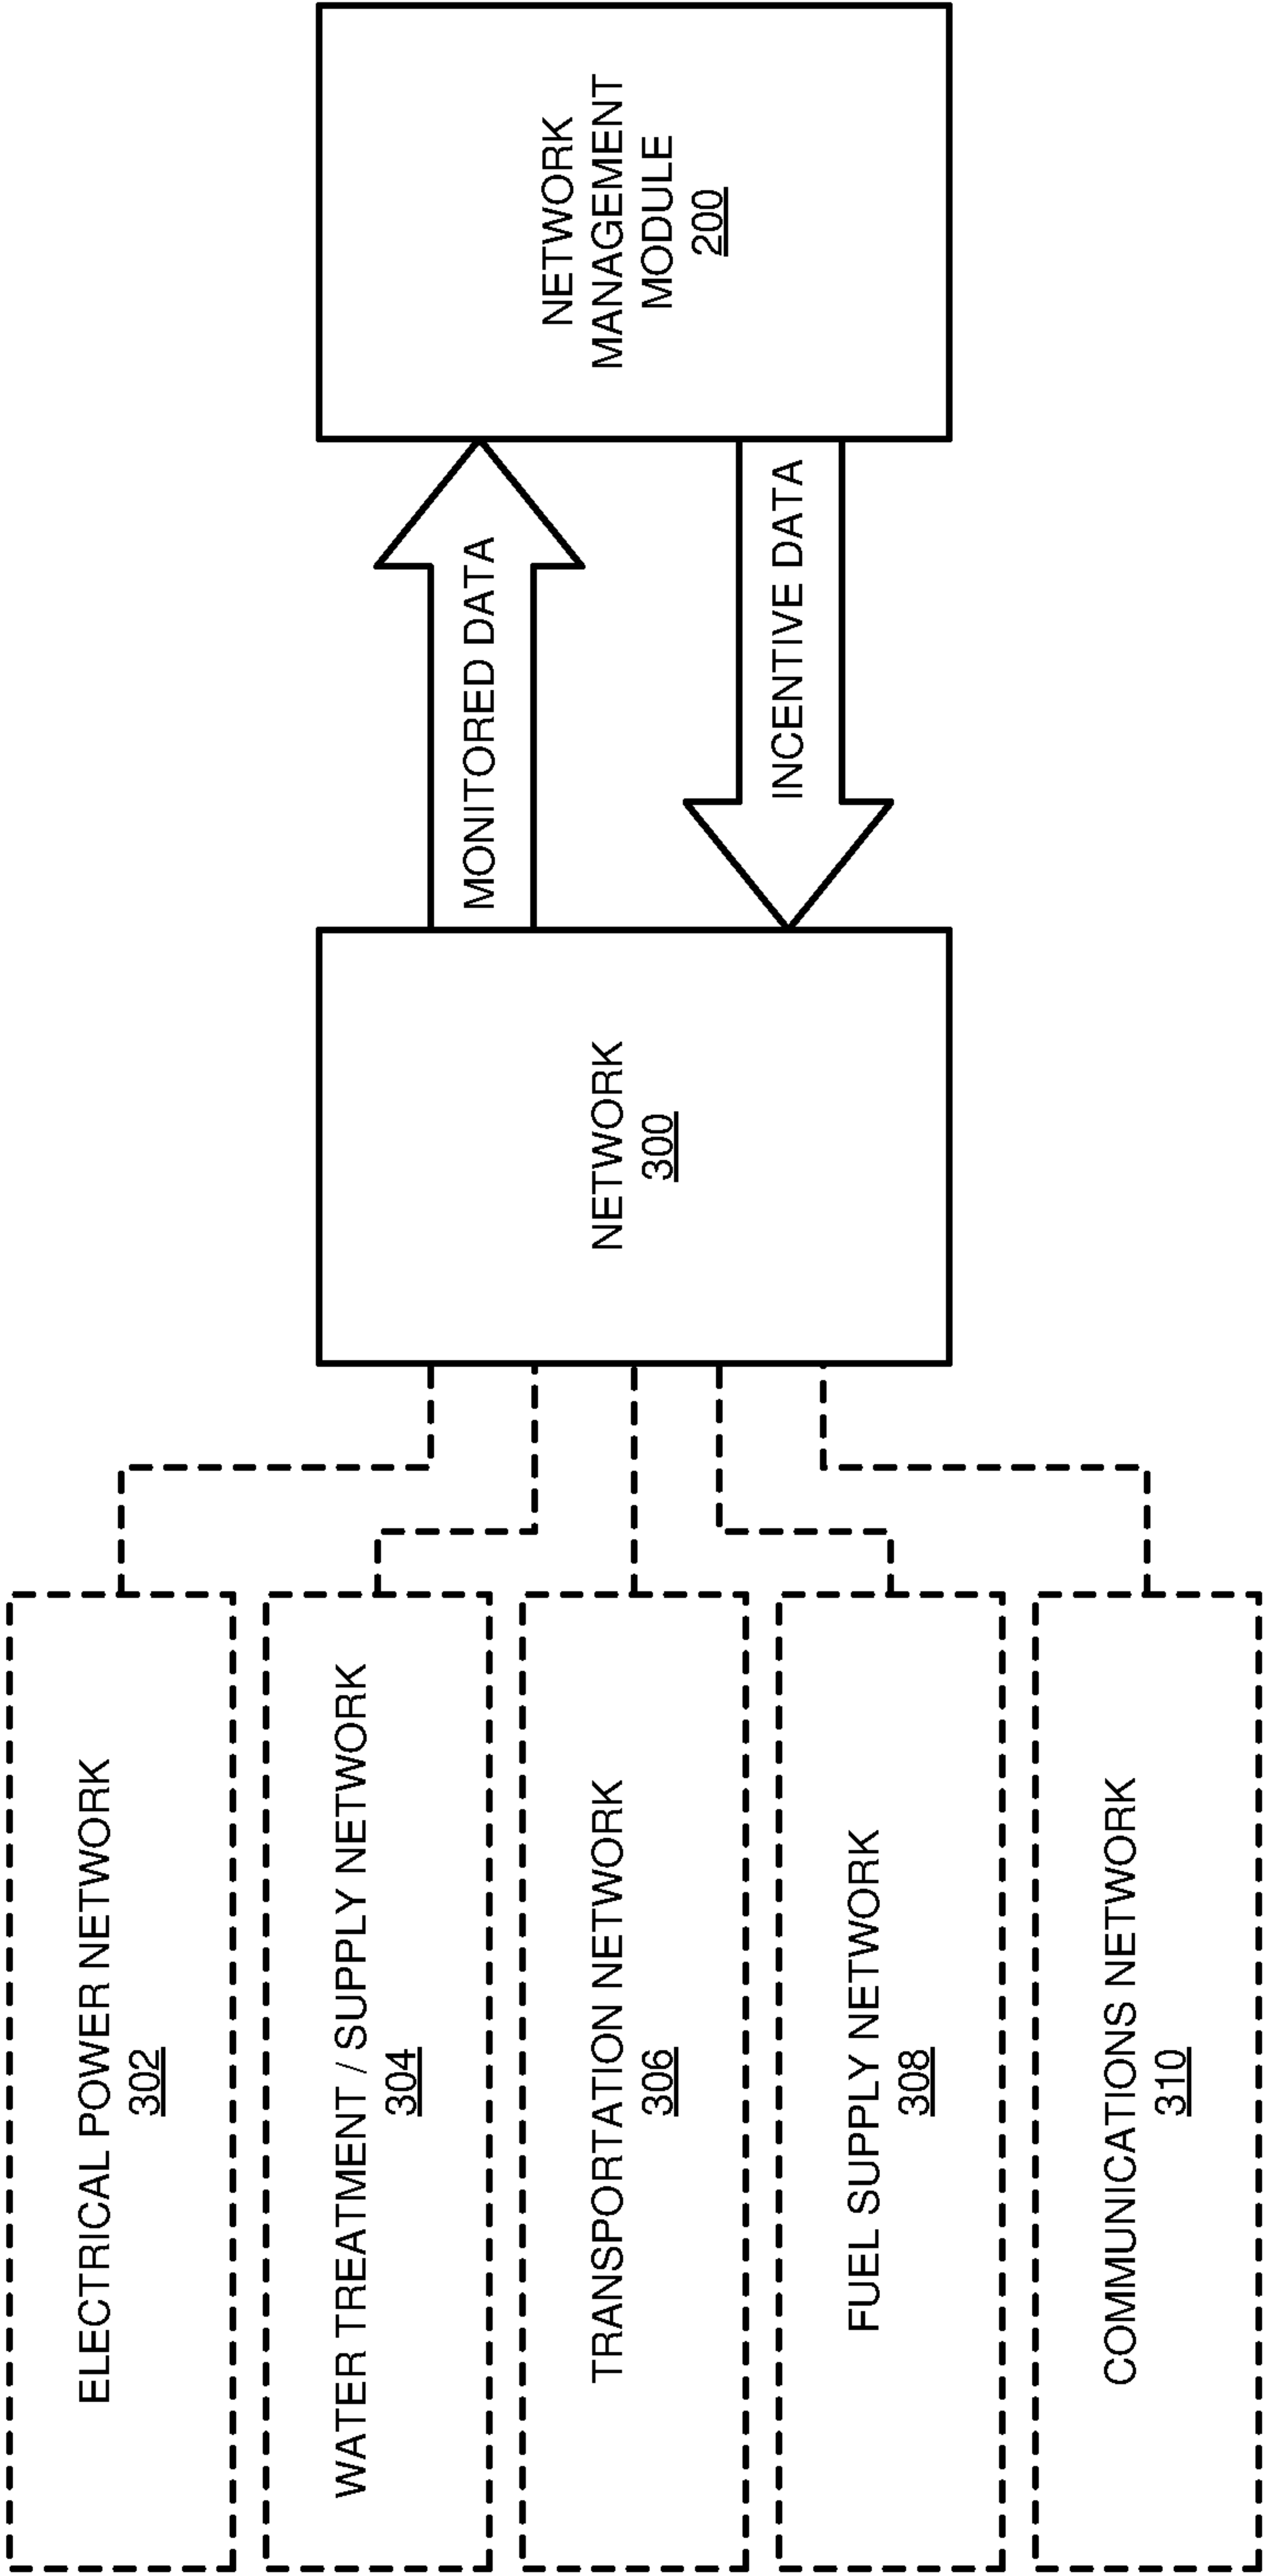 ELECTRICAL POWER NETWORK
302
WATER TREATMENT / SUPPLY NETWORK
304
TRANSPORTATION NETWORK
306
FUEL SUPPLY NETWORK
308
COMMUNICATIONS NETWORK
310
NETWORK
300
MONITORED DATA
INCENTIVE DATA
NETWORK
MANAGEMENT
MODULE
200